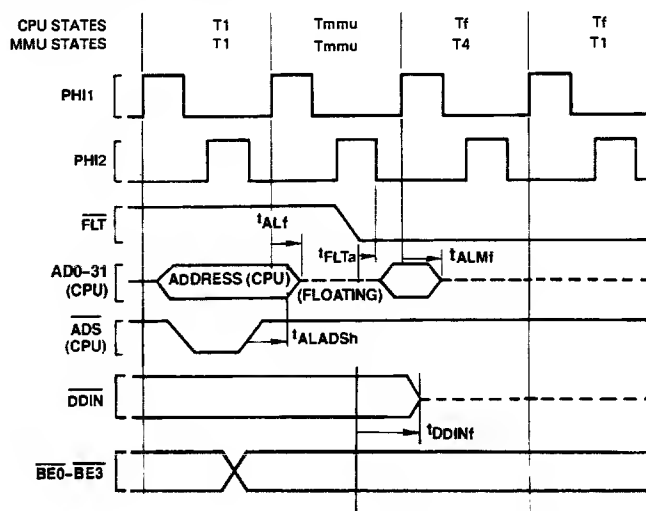 CPU STATES T1 Tmmu Tf Tf
MMU STATES T1 Tmmu T4 T1
PHI1
PHI2
FLT
tALf
tFLTa
tALMf
AD0-31
(CPU)
ADDRESS (CPU)
(FLOATING)
ADS
(CPU)
tALADSh
DDIN
tDDINf
BE0-BE3